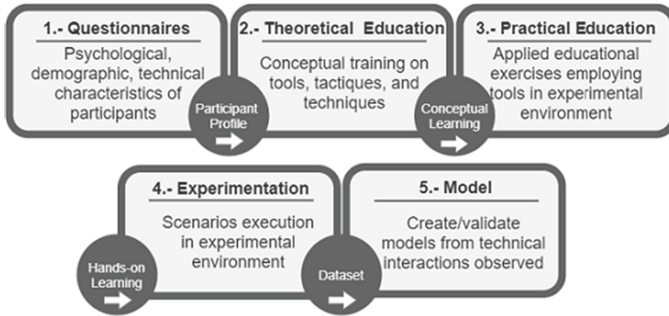 1.- Questionnaires
Psychological,
demographic, technical
characteristics of
participants
Participant
Profile
2.- Theoretical Education
Conceptual training on
tools, tactiques, and
techniques
Conceptual
Learning
3.- Practical Education
Applied educational
exercises employing
tools in experimental
environment
Hands-on
Learning
4.- Experimentation
Scenarios execution
in experimental
environment
Dataset
5.- Model
Create/validate
models from technical
interactions observed